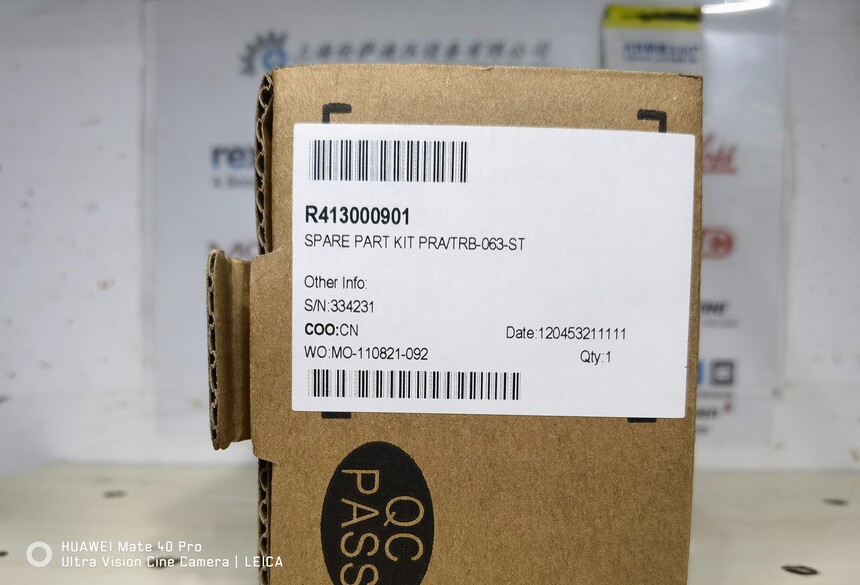 R413000901
SPARE PART KIT PRA/TRB-063-ST
Other Info:
S/N:334231
COO:CN
Date:120453211111
WO:MO-110821-092
Qty:1
QC
PASS
HUAWEI Mate 40 Pro
Ultra Vision Cine Camera | LEICA